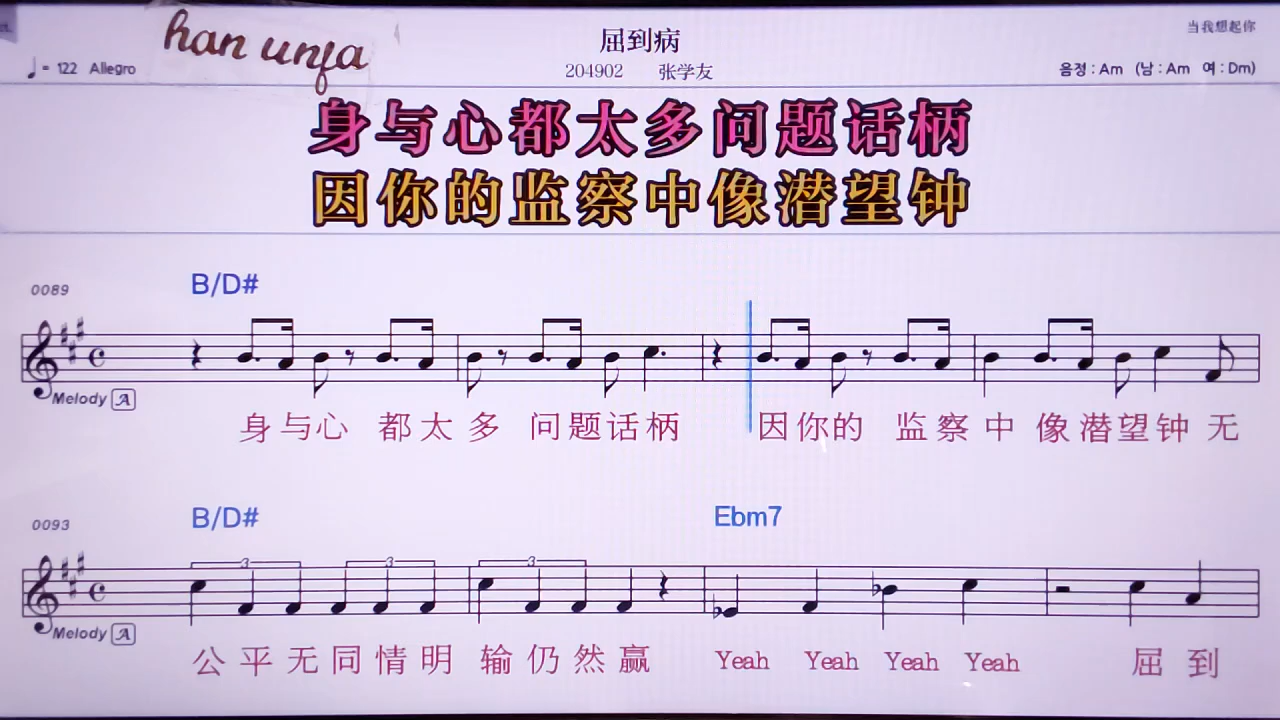 han unfa
屈到病
当我想起你
♩= 122 Allegro
204902 张学友
음정 : Am (남 : Am 여 : Dm)
身与心都太多问题话柄
因你的监察中像潜望钟
0089
B/D#
Melody A
身与心 都太多 问题话柄 因你的 监察中 像潜望钟 无
0093
B/D# Ebm7
3 3 3
Melody A
公平无同情明 输仍然赢 Yeah Yeah Yeah Yeah 屈到